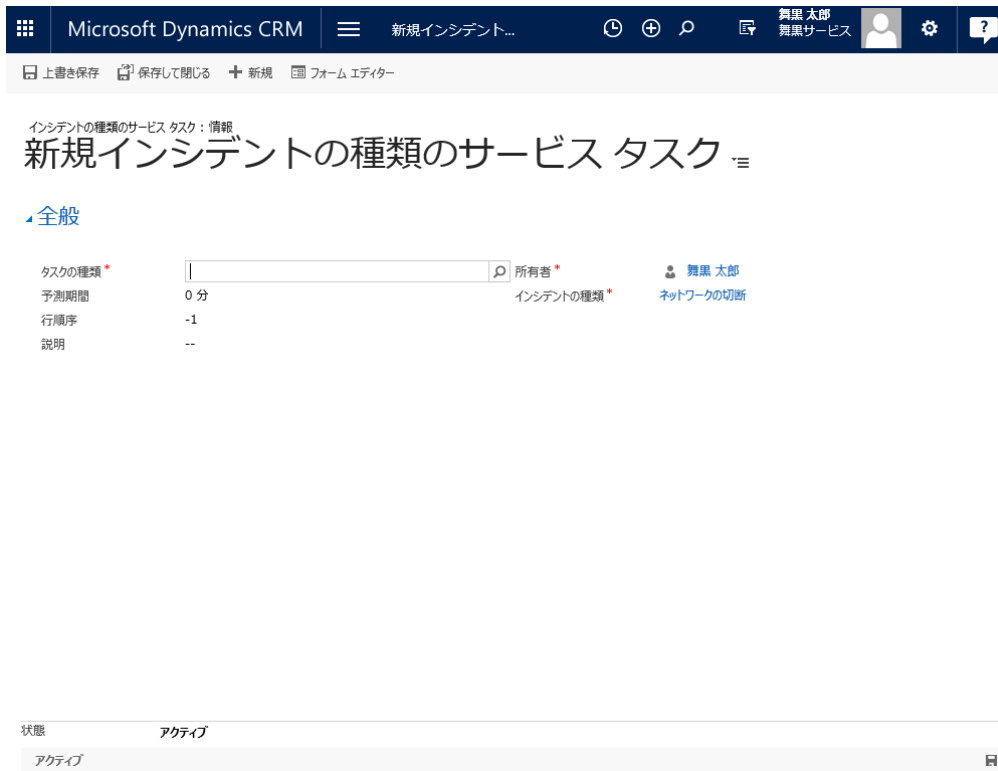 Microsoft Dynamics CRM 新規インシデント... 舞黒 太郎
舞黒サービス ?
上書き保存 保存して閉じる 新規 フォーム エディター
インシデントの種類のサービス タスク : 情報
新規インシデントの種類のサービス タスク
全般
タスクの種類* 所有者* 舞黒 太郎
予測期間 0 分 インシデントの種類* ネットワークの切断
行順序 -1
説明 --
状態 アクティブ
アクティブ